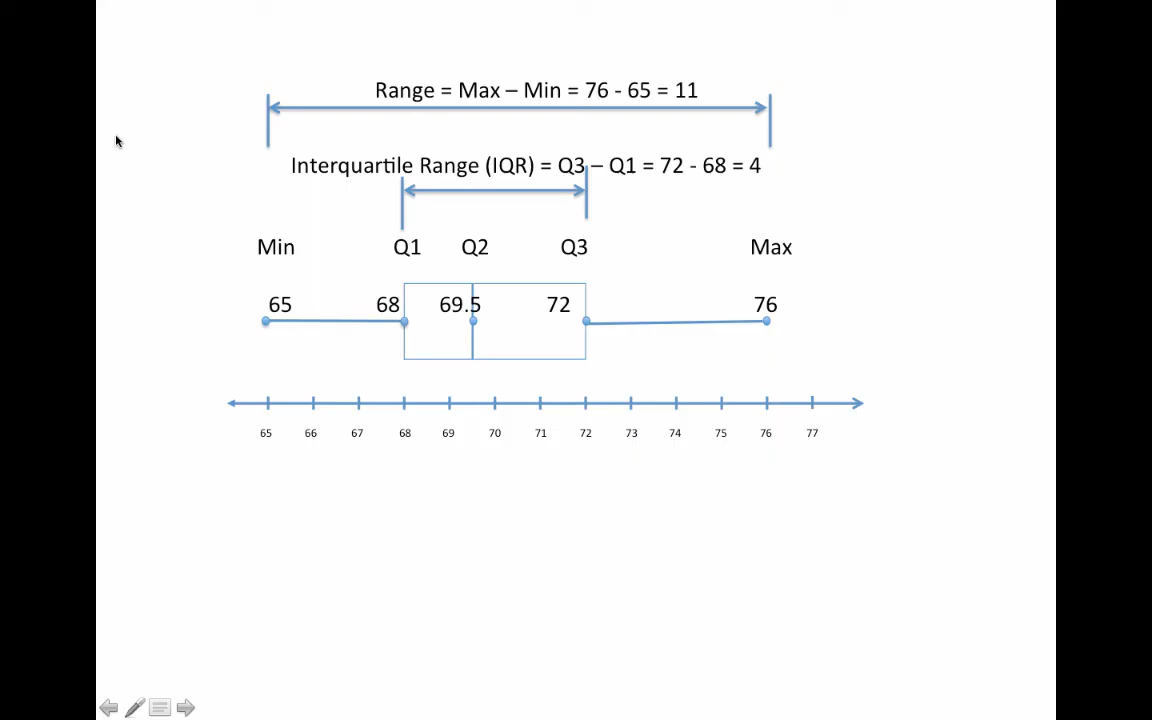 Range = Max – Min = 76 - 65 = 11
Interquartile Range (IQR) = Q3 – Q1 = 72 - 68 = 4
Min Q1 Q2 Q3 Max
65 68 69.5 72 76
65 66 67 68 69 70 71 72 73 74 75 76 77